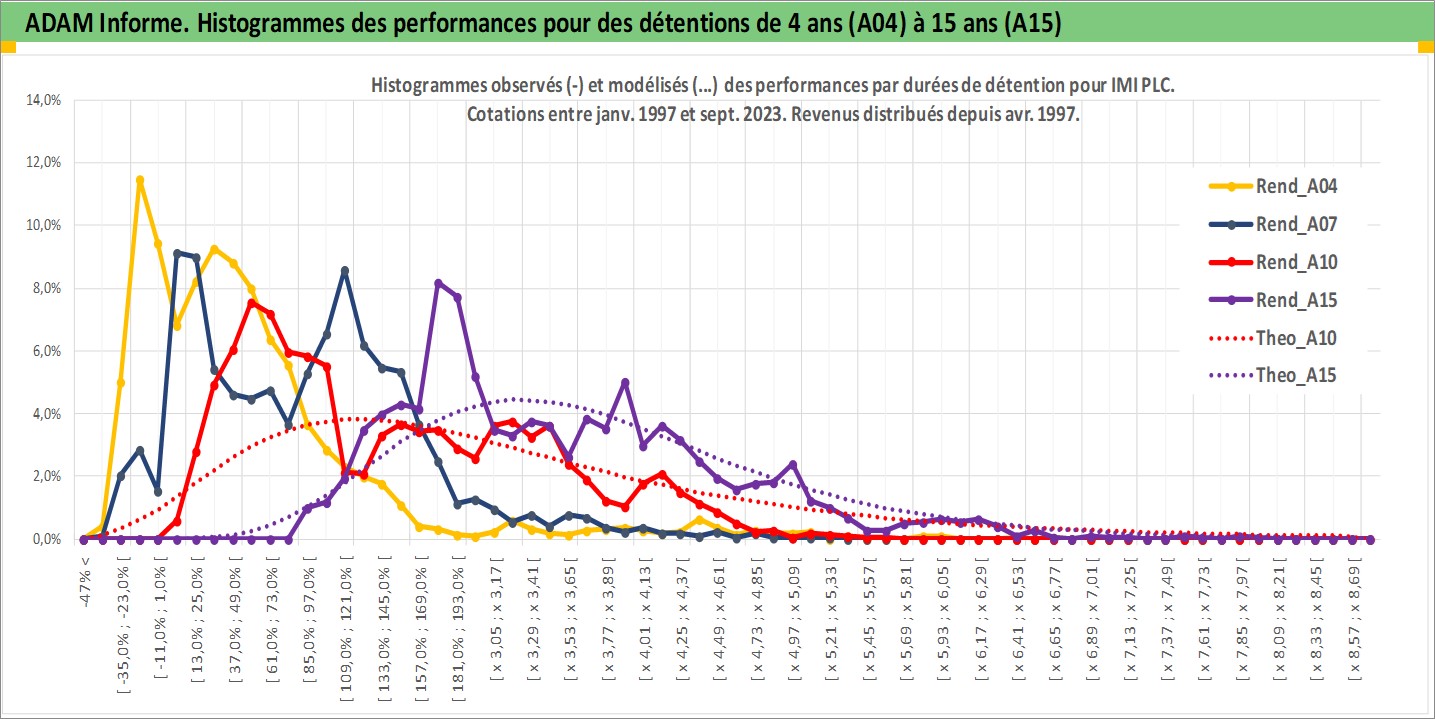 ADAM Informe. Histogrammes des performances pour des détentions de 4 ans (A04) à 15 ans (A15)
Histogrammes observés (-) et modélisés (...) des performances par durées de détention pour IMI PLC.
Cotations entre janv. 1997 et sept. 2023. Revenus distribués depuis avr. 1997.
14,0%
12,0%
10,0%
8,0%
6,0%
4,0%
2,0%
0,0%
Rend_A04
Rend_A07
Rend_A10
Rend_A15
Theo_A10
Theo_A15
-47% <
[ -35,0% ; -23,0% [
[ -11,0% ; 1,0% [
[ 13,0% ; 25,0% [
[ 37,0% ; 49,0% [
[ 61,0% ; 73,0% [
[ 85,0% ; 97,0% [
[ 109,0% ; 121,0% [
[ 133,0% ; 145,0% [
[ 157,0% ; 169,0% [
[ 181,0% ; 193,0% [
[ x 3,05 ; x 3,17 [
[ x 3,29 ; x 3,41 [
[ x 3,53 ; x 3,65 [
[ x 3,77 ; x 3,89 [
[ x 4,01 ; x 4,13 [
[ x 4,25 ; x 4,37 [
[ x 4,49 ; x 4,61 [
[ x 4,73 ; x 4,85 [
[ x 4,97 ; x 5,09 [
[ x 5,21 ; x 5,33 [
[ x 5,45 ; x 5,57 [
[ x 5,69 ; x 5,81 [
[ x 5,93 ; x 6,05 [
[ x 6,17 ; x 6,29 [
[ x 6,41 ; x 6,53 [
[ x 6,65 ; x 6,77 [
[ x 6,89 ; x 7,01 [
[ x 7,13 ; x 7,25 [
[ x 7,37 ; x 7,49 [
[ x 7,61 ; x 7,73 [
[ x 7,85 ; x 7,97 [
[ x 8,09 ; x 8,21 [
[ x 8,33 ; x 8,45 [
[ x 8,57 ; x 8,69 [